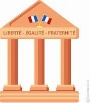 LIBERTÉ - ÉGALITÉ - FRATERNITÉ